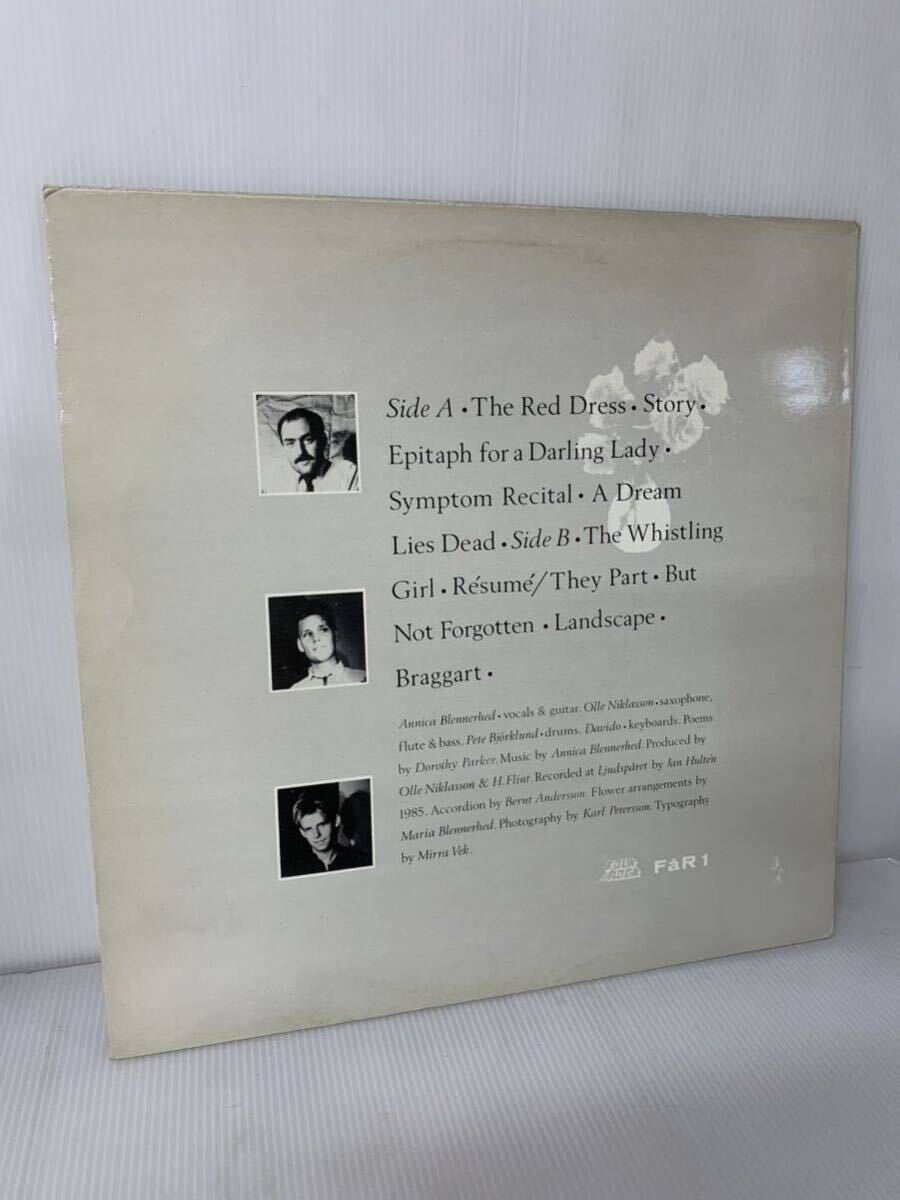 Side A • The Red Dress • Story •
Epitaph for a Darling Lady •
Symptom Recital • A Dream
Lies Dead • Side B • The Whistling
Girl • Résumé/They Part • But
Not Forgotten • Landscape •
Braggart •
Annica Blennerhed • vocals & guitar. Olle Niklasson • saxophone,
flute & bass. Pete Björklund • drums. Davido • keyboards. Poems
by Dorothy Parker. Music by Annica Blennerhed. Produced by
Olle Niklasson & H. Flint. Recorded at Ljudspåret by Jan Hultén
1985. Accordion by Bernt Andersson. Flower arrangements by
Maria Blennerhed. Photography by Karl Petersson. Typography
by Mirra Vek.
FOLK
ROCK
FåR 1